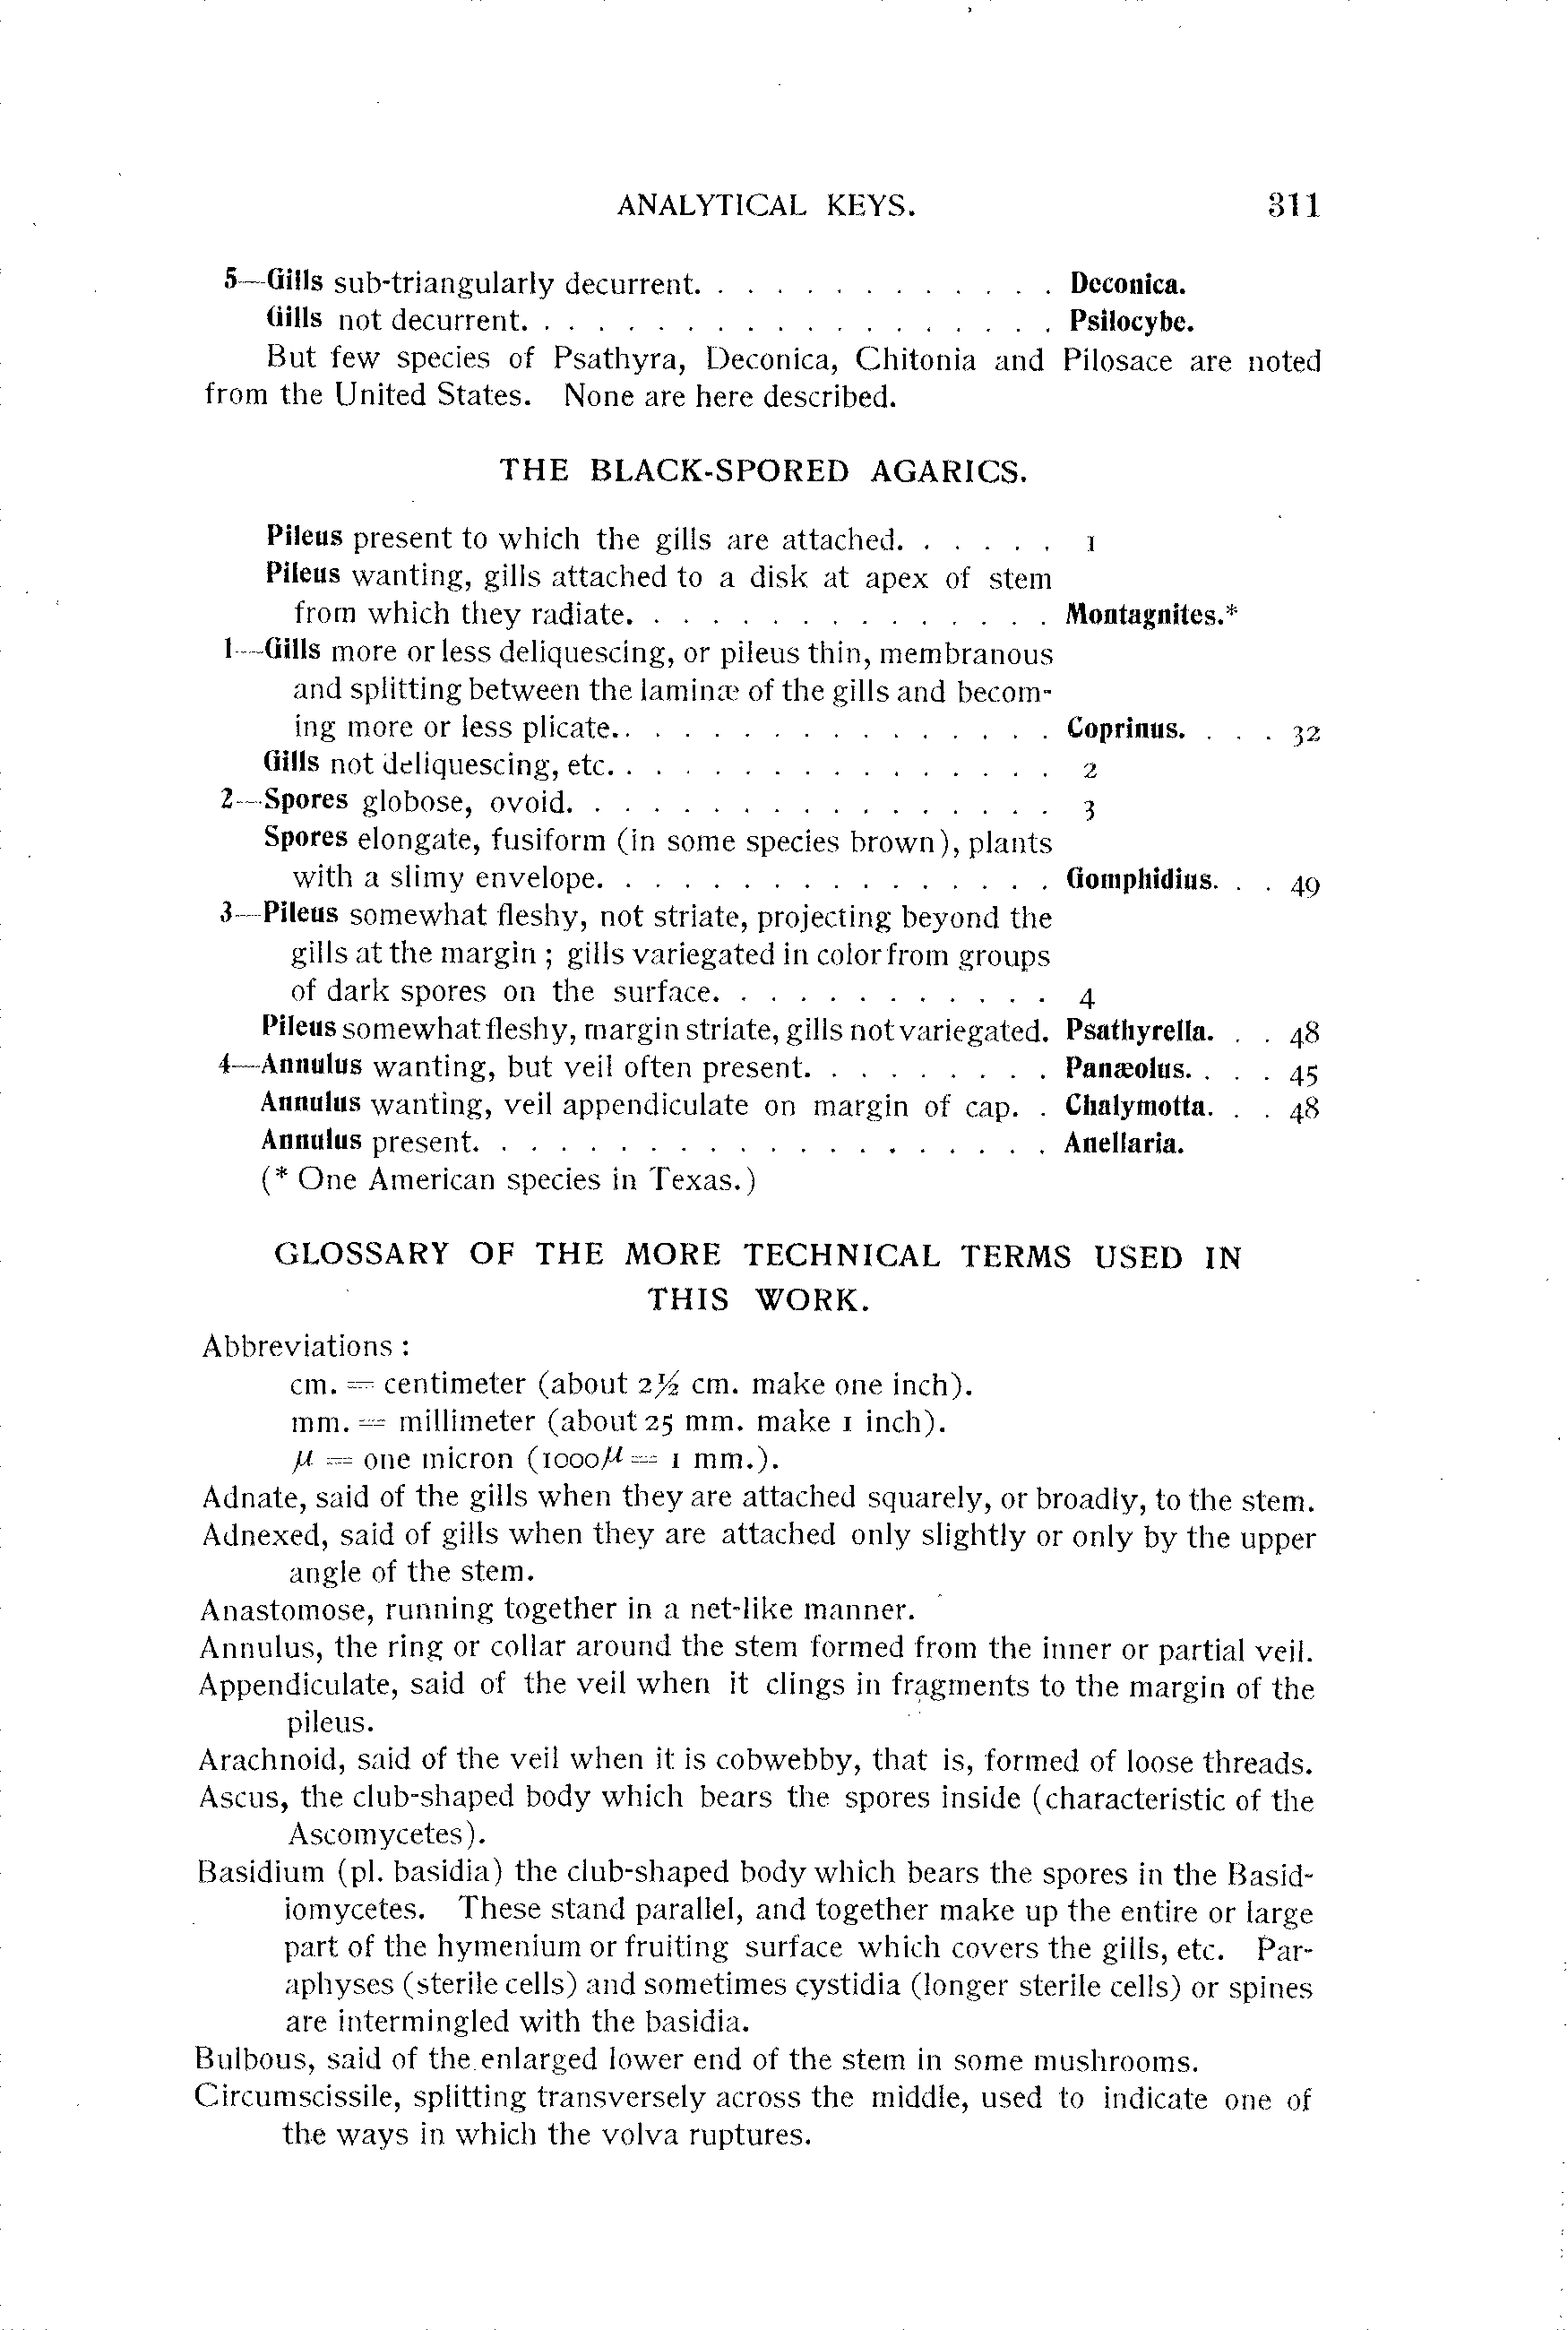 ANALYTICAL KEYS. 311
5—Gills sub-triangularly decurrent. . . . . . . . . . . . . Deconica.
Gills not decurrent. . . . . . . . . . . . . . . . . . . Psilocybe.
But few species of Psathyra, Deconica, Chitonia and Pilosace are noted
from the United States. None are here described.
THE BLACK-SPORED AGARICS.
Pileus present to which the gills are attached. . . . . . 1
Pileus wanting, gills attached to a disk at apex of stem
from which they radiate. . . . . . . . . . . . . . . Montagnites.*
1—Gills more or less deliquescing, or pileus thin, membranous
and splitting between the laminæ of the gills and becom-
ing more or less plicate. . . . . . . . . . . . . . . . Coprinus. . . . 32
Gills not deliquescing, etc. . . . . . . . . . . . . . . . 2
2—Spores globose, ovoid. . . . . . . . . . . . . . . . . 3
Spores elongate, fusiform (in some species brown), plants
with a slimy envelope. . . . . . . . . . . . . . . . Gomphidius. . . 49
3—Pileus somewhat fleshy, not striate, projecting beyond the
gills at the margin ; gills variegated in color from groups
of dark spores on the surface. . . . . . . . . . . . 4
Pileus somewhat fleshy, margin striate, gills not variegated. Psathyrella. . . 48
4—Annulus wanting, but veil often present. . . . . . . . . Panæolus. . . . 45
Annulus wanting, veil appendiculate on margin of cap. . Chalymotta. . . 48
Annulus present. . . . . . . . . . . . . . . . . . . . Anellaria.
(* One American species in Texas.)
GLOSSARY OF THE MORE TECHNICAL TERMS USED IN
THIS WORK.
Abbreviations :
cm. = centimeter (about 2½ cm. make one inch).
mm. = millimeter (about 25 mm. make 1 inch).
μ = one micron (1000μ = 1 mm.).
Adnate, said of the gills when they are attached squarely, or broadly, to the stem.
Adnexed, said of gills when they are attached only slightly or only by the upper
angle of the stem.
Anastomose, running together in a net-like manner.
Annulus, the ring or collar around the stem formed from the inner or partial veil.
Appendiculate, said of the veil when it clings in fragments to the margin of the
pileus.
Arachnoid, said of the veil when it is cobwebby, that is, formed of loose threads.
Ascus, the club-shaped body which bears the spores inside (characteristic of the
Ascomycetes).
Basidium (pl. basidia) the club-shaped body which bears the spores in the Basid-
iomycetes. These stand parallel, and together make up the entire or large
part of the hymenium or fruiting surface which covers the gills, etc. Par-
aphyses (sterile cells) and sometimes cystidia (longer sterile cells) or spines
are intermingled with the basidia.
Bulbous, said of the enlarged lower end of the stem in some mushrooms.
Circumscissile, splitting transversely across the middle, used to indicate one of
the ways in which the volva ruptures.